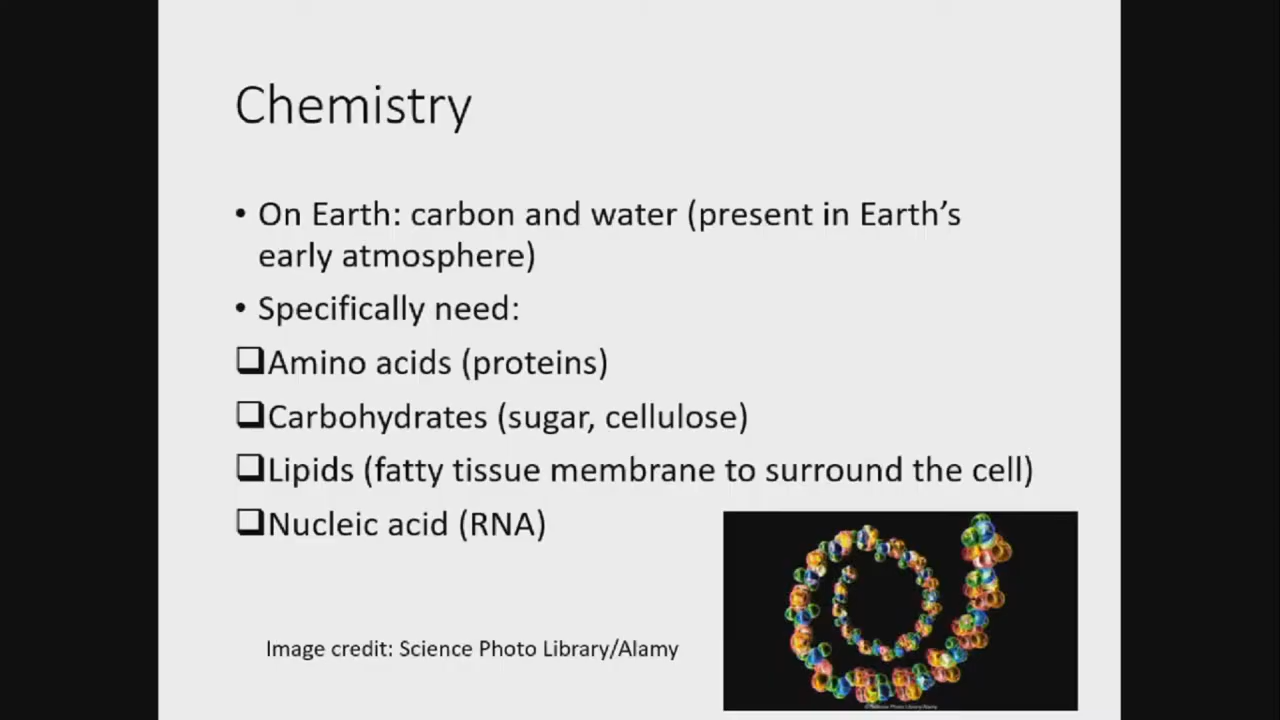 Chemistry
• On Earth: carbon and water (present in Earth’s
early atmosphere)
• Specifically need:
❑Amino acids (proteins)
❑Carbohydrates (sugar, cellulose)
❑Lipids (fatty tissue membrane to surround the cell)
❑Nucleic acid (RNA)
Image credit: Science Photo Library/Alamy